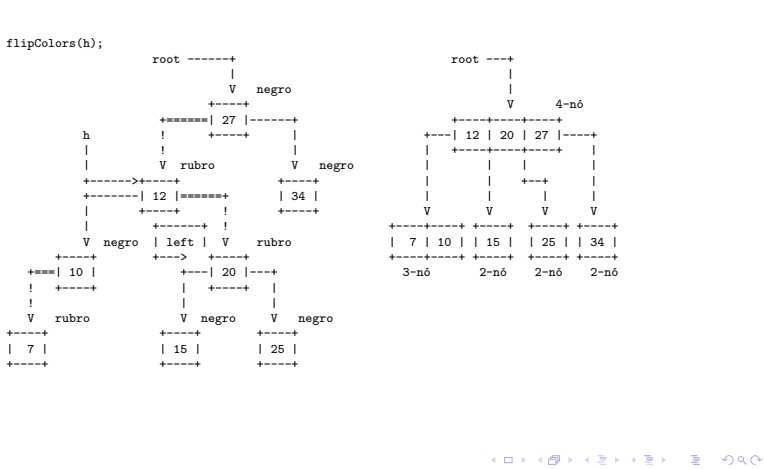 flipColors(h);
root ------+ root ---+
| |
V negro |
+-----+ V 4-nó
+======| 27 |------+ +-----+-----+-----+
h ! +-----+ | +---| 12 | 20 | 27 |----+
| ! | | +-----+-----+-----+ |
| V rubro V negro | | | |
+------>+-----+ +-----+ | | +--+ |
+--------| 12 |======+ | 34 | | | | |
| +-----+ ! +-----+ V V V V
| +-------+ ! +-----+-----+ +-----+ +-----+ +-----+
V negro | left | V rubro | 7 | 10 | | 15 | | 25 | | 34 |
+-----+ +---> +-----+ +-----+-----+ +-----+ +-----+ +-----+
+===| 10 | +---| 20 |---+ 3-nó 2-nó 2-nó 2-nó
! +-----+ | +-----+ |
! | |
V rubro V negro V negro
+-----+ +-----+ +-----+
| 7 | | 15 | | 25 |
+-----+ +-----+ +-----+